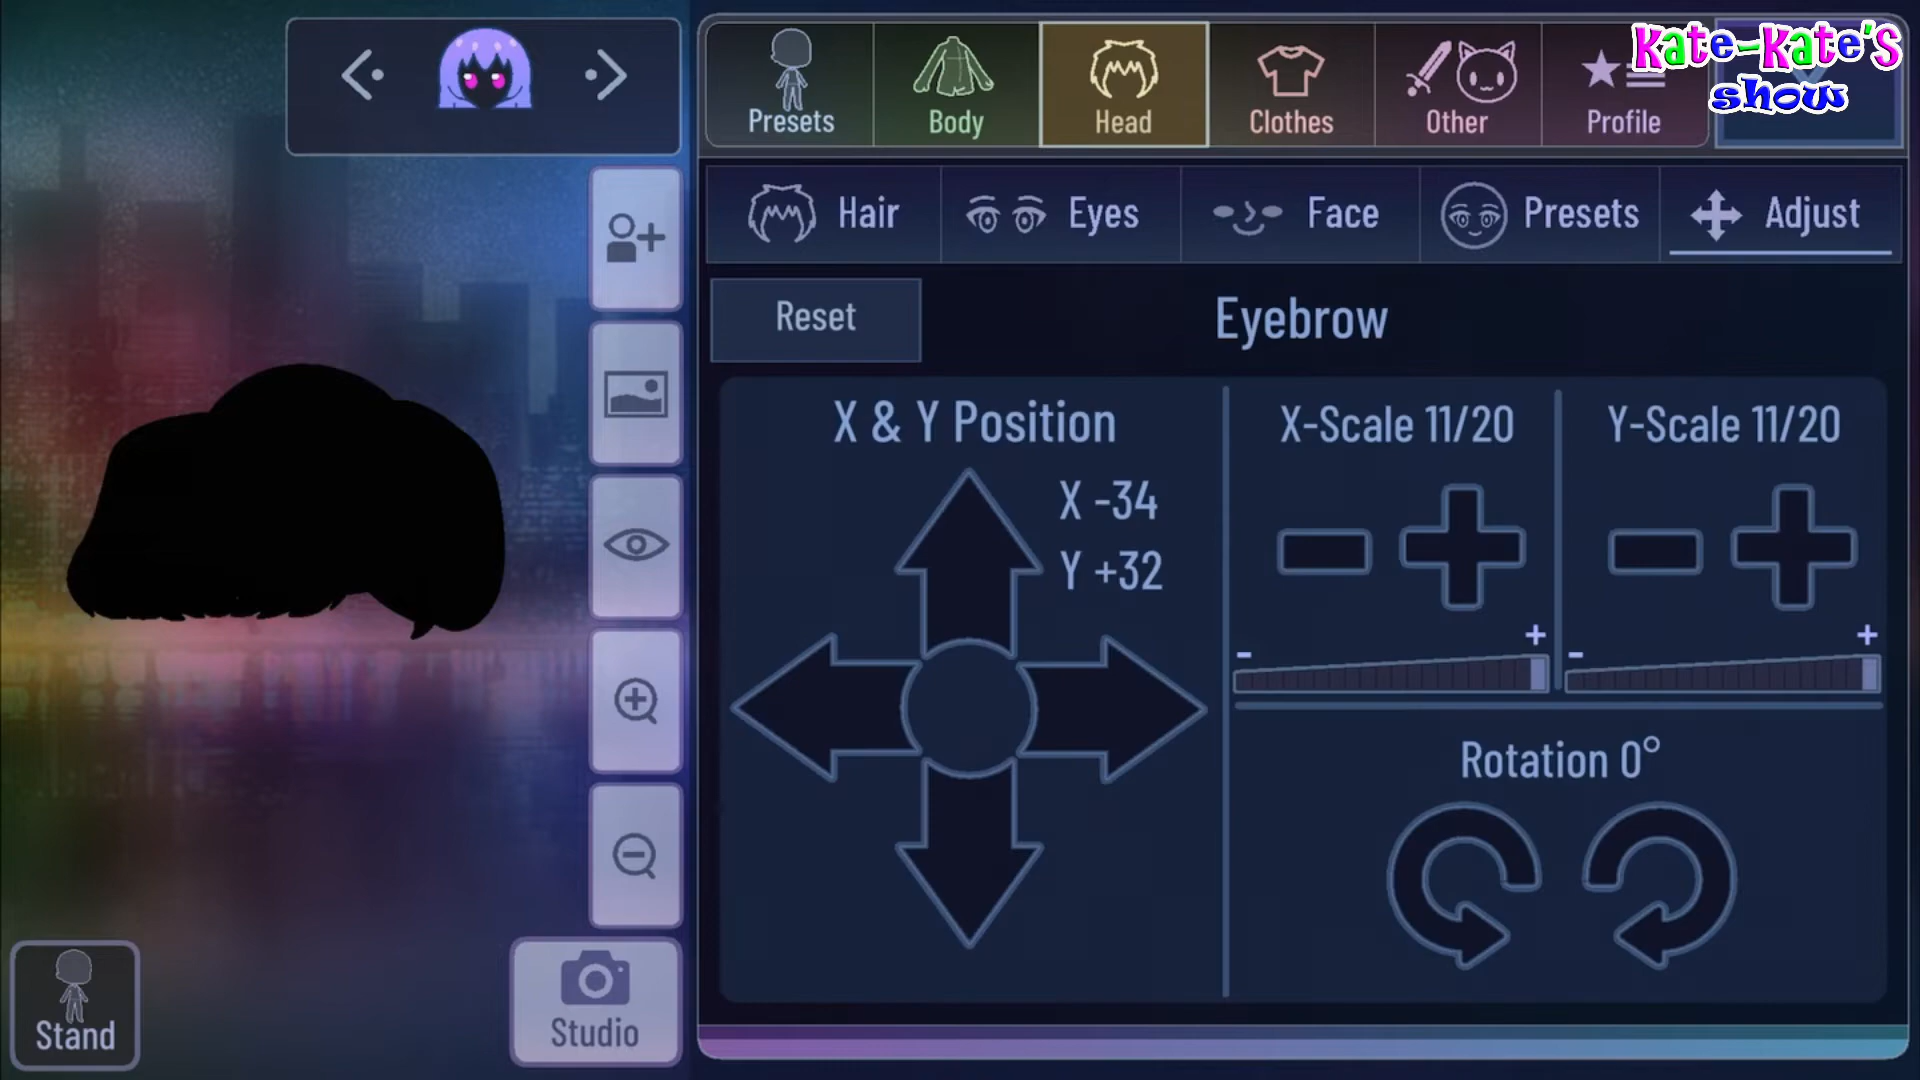 Presets
Body
Head
Clothes
Other
Profile
Kate-Kate's
show
Hair
Eyes
Face
Presets
Adjust
Reset
Eyebrow
X & Y Position
X -34
Y +32
X-Scale 11/20
Y-Scale 11/20
- +
- +
Rotation 0°
Stand
Studio